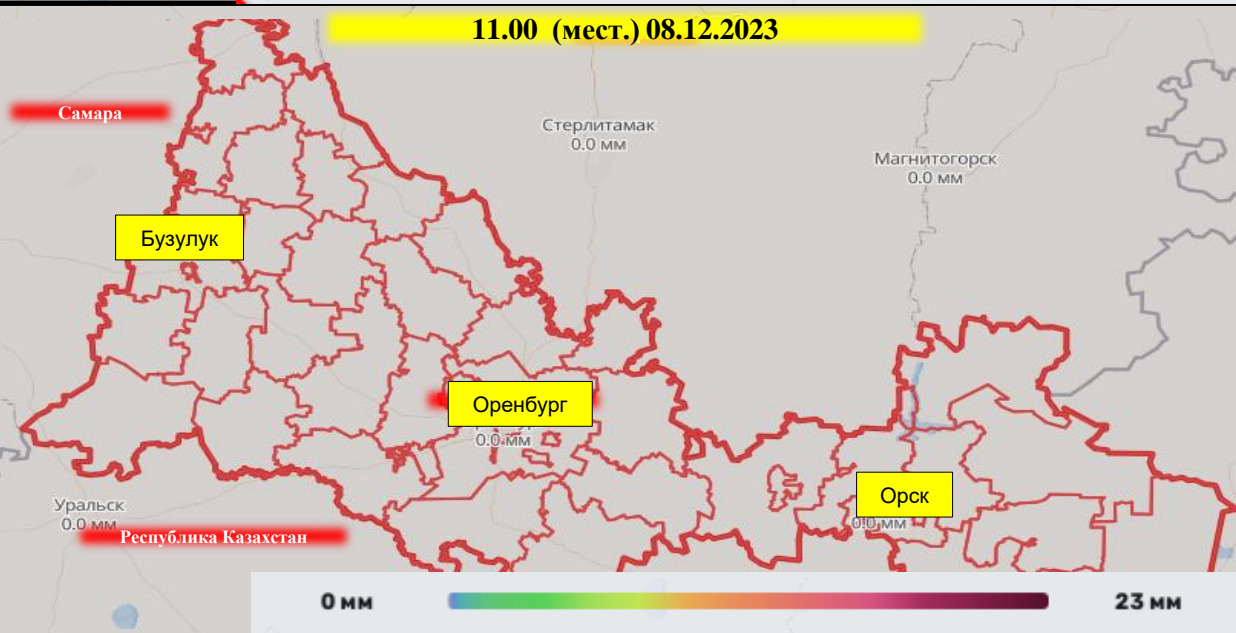 11.00 (мест.) 08.12.2023
Самара
Стерлитамак
0.0 мм
Магнитогорск
0.0 мм
Бузулук
Оренбург
0.0 мм
Орск
0.0 мм
Уральск
0.0 мм
Республика Казахстан
0 мм
23 мм